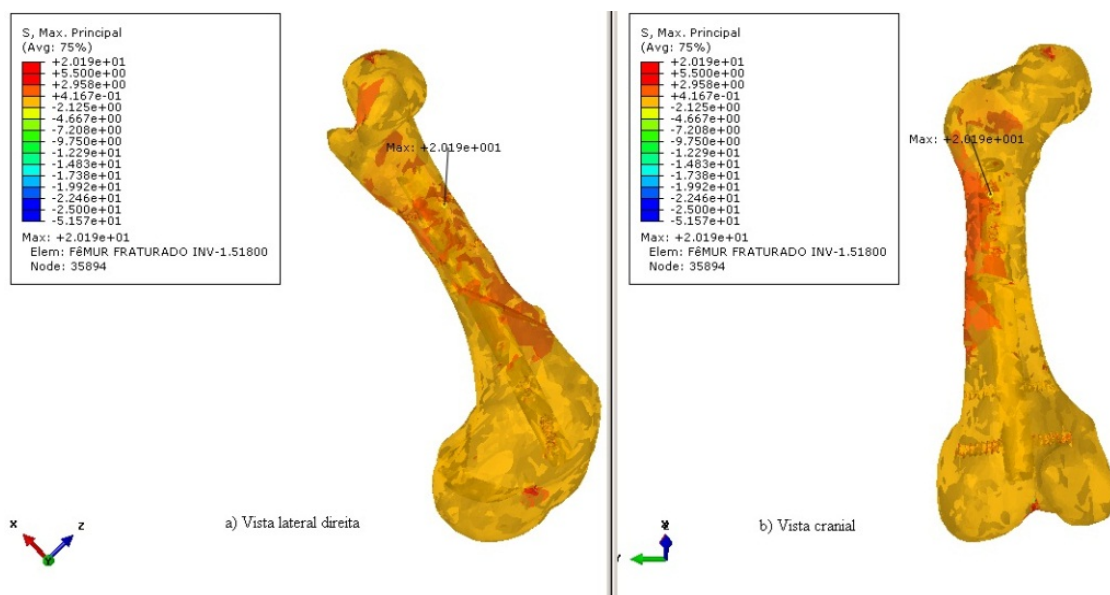 S, Max. Principal
(Avg: 75%)
+2.019e+01
+5.500e+00
+2.958e+00
+4.167e-01
-2.125e+00
-4.667e+00
-7.208e+00
-9.750e+00
-1.229e+01
-1.483e+01
-1.738e+01
-1.992e+01
-2.246e+01
-2.500e+01
-5.157e+01
Max: +2.019e+01
Elem: FêMUR FRATURADO INV-1.51800
Node: 35894
Max: +2.019e+001
X
Z
Y
a) Vista lateral direita
S, Max. Principal
(Avg: 75%)
+2.019e+01
+5.500e+00
+2.958e+00
+4.167e-01
-2.125e+00
-4.667e+00
-7.208e+00
-9.750e+00
-1.229e+01
-1.483e+01
-1.738e+01
-1.992e+01
-2.246e+01
-2.500e+01
-5.157e+01
Max: +2.019e+01
Elem: FêMUR FRATURADO INV-1.51800
Node: 35894
Max: +2.019e+001
b) Vista cranial